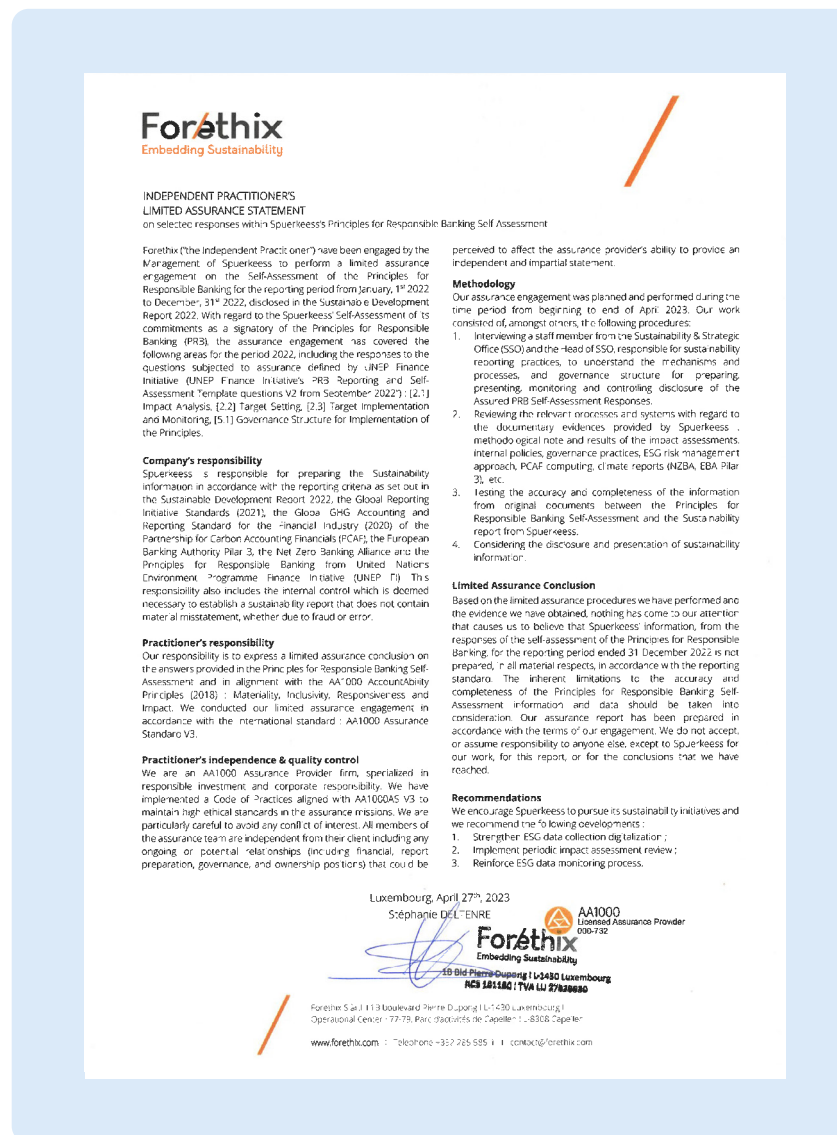 Foréthix
Embedding Sustainability
INDEPENDENT PRACTITIONER'S
LIMITED ASSURANCE STATEMENT
on selected responses within Spuerkeess's Principles for Responsible Banking Self Assessment
Forethix ("the Independent Practitioner") have been engaged by the
Management of Spuerkeess to perform a limited assurance
engagement on the Self-Assessment of the Principles for
Responsible Banking for the reporting period from January, 1st 2022
to December, 31st 2022, disclosed in the Sustainable Development
Report 2022. With regard to the Spuerkeess' Self-Assessment of its
commitments as a signatory of the Principles for Responsible
Banking (PRB), the assurance engagement has covered the
following areas for the period 2022, including the responses to the
questions subjected to assurance defined by UNEP Finance
Initiative (UNEP Finance Initiative's PRB Reporting and Self-
Assessment Template questions V2 from September 2022') : [2.1]
Impact Analysis, [2.2] Target Setting, [2.3] Target Implementation
and Monitoring, [5.1] Governance Structure for Implementation of
the Principles.
Company's responsibility
Spuerkeess is responsible for preparing the Sustainability
information in accordance with the reporting criteria as set out in
the Sustainable Development Report 2022, the Global Reporting
Initiative Standards (2021), the Global GHG Accounting and
Reporting Standard for the Financial Industry (2020) of the
Partnership for Carbon Accounting Financials (PCAF), the European
Banking Authority Pilar 3, the Net Zero Banking Alliance and the
Principles for Responsible Banking from United Nations
Environment Programme Finance Initiative (UNEP FI). This
responsibility also includes the internal control which is deemed
necessary to establish a sustainability report that does not contain
material misstatement, whether due to fraud or error.
Practitioner's responsibility
Our responsibility is to express a limited assurance conclusion on
the answers provided in the Principles for Responsible Banking Self-
Assessment and in alignment with the AA1000 AccountAbility
Principles (2018) : Materiality, Inclusivity, Responsiveness and
Impact. We conducted our limited assurance engagement in
accordance with the international standard : AA1000 Assurance
Standard V3.
Practitioner's independence & quality control
We are an AA1000 Assurance Provider firm, specialized in
responsible investment and corporate responsibility. We have
implemented a Code of Practices aligned with AA1000AS V3 to
maintain high ethical standards in the assurance missions. We are
particularly careful to avoid any conflict of interest. All members of
the assurance team are independent from their client including any
ongoing or potential relationships (including financial, report
preparation, governance, and ownership positions) that could be
perceived to affect the assurance provider's ability to provide an
independent and impartial statement.
Methodology
Our assurance engagement was planned and performed during the
time period from beginning to end of April 2023. Our work
consisted of, amongst others, the following procedures:
1. Interviewing a staff member from the Sustainability & Strategic
Office (SSO) and the Head of SSO, responsible for sustainability
reporting practices, to understand the mechanisms and
processes, and governance structure for preparing,
presenting, monitoring and controlling disclosure of the
Assured PRB Self-Assessment Responses.
2. Reviewing the relevant processes and systems with regard to
the documentary evidences provided by Spuerkeess :
methodological note and results of the impact assessments,
internal policies, governance practices, ESG risk management
approach, PCAF computing, climate reports (NZBA, EBA Pilar
3), etc.
3. Testing the accuracy and completeness of the information
from original documents between the Principles for
Responsible Banking Self-Assessment and the Sustainability
report from Spuerkeess.
4. Considering the disclosure and presentation of sustainability
information.
Limited Assurance Conclusion
Based on the limited assurance procedures we have performed and
the evidence we have obtained, nothing has come to our attention
that causes us to believe that Spuerkeess' information, from the
responses of the self-assessment of the Principles for Responsible
Banking, for the reporting period ended 31 December 2022 is not
prepared, in all material respects, in accordance with the reporting
standard. The inherent limitations to the accuracy and
completeness of the Principles for Responsible Banking Self-
Assessment information and data should be taken into
consideration. Our assurance report has been prepared in
accordance with the terms of our engagement. We do not accept,
or assume responsibility to anyone else, except to Spuerkeess for
our work, for this report, or for the conclusions that we have
reached.
Recommendations
We encourage Spuerkeess to pursue its sustainability initiatives and
we recommend the following developments :
1. Strengthen ESG data collection digitalization ;
2. Implement periodic impact assessment review ;
3. Reinforce ESG data monitoring process.
Luxembourg, April 27th, 2023
Stéphanie DELTENRE
AA1000
Licensed Assurance Provider
000-732
Foréthix
Embedding Sustainability
1B Bld Pierre Dupong I L-1430 Luxembourg
RCS 181180 I TVA LU
Forethix Sàrl I 1B boulevard Pierre Dupong I L-1430 Luxembourg I
Operational Center : 77-79, Parc d'activités de Capellen I L-8308 Capellen
www.forethix.com I Telephone +352 265 585 1 I contact@forethix.com